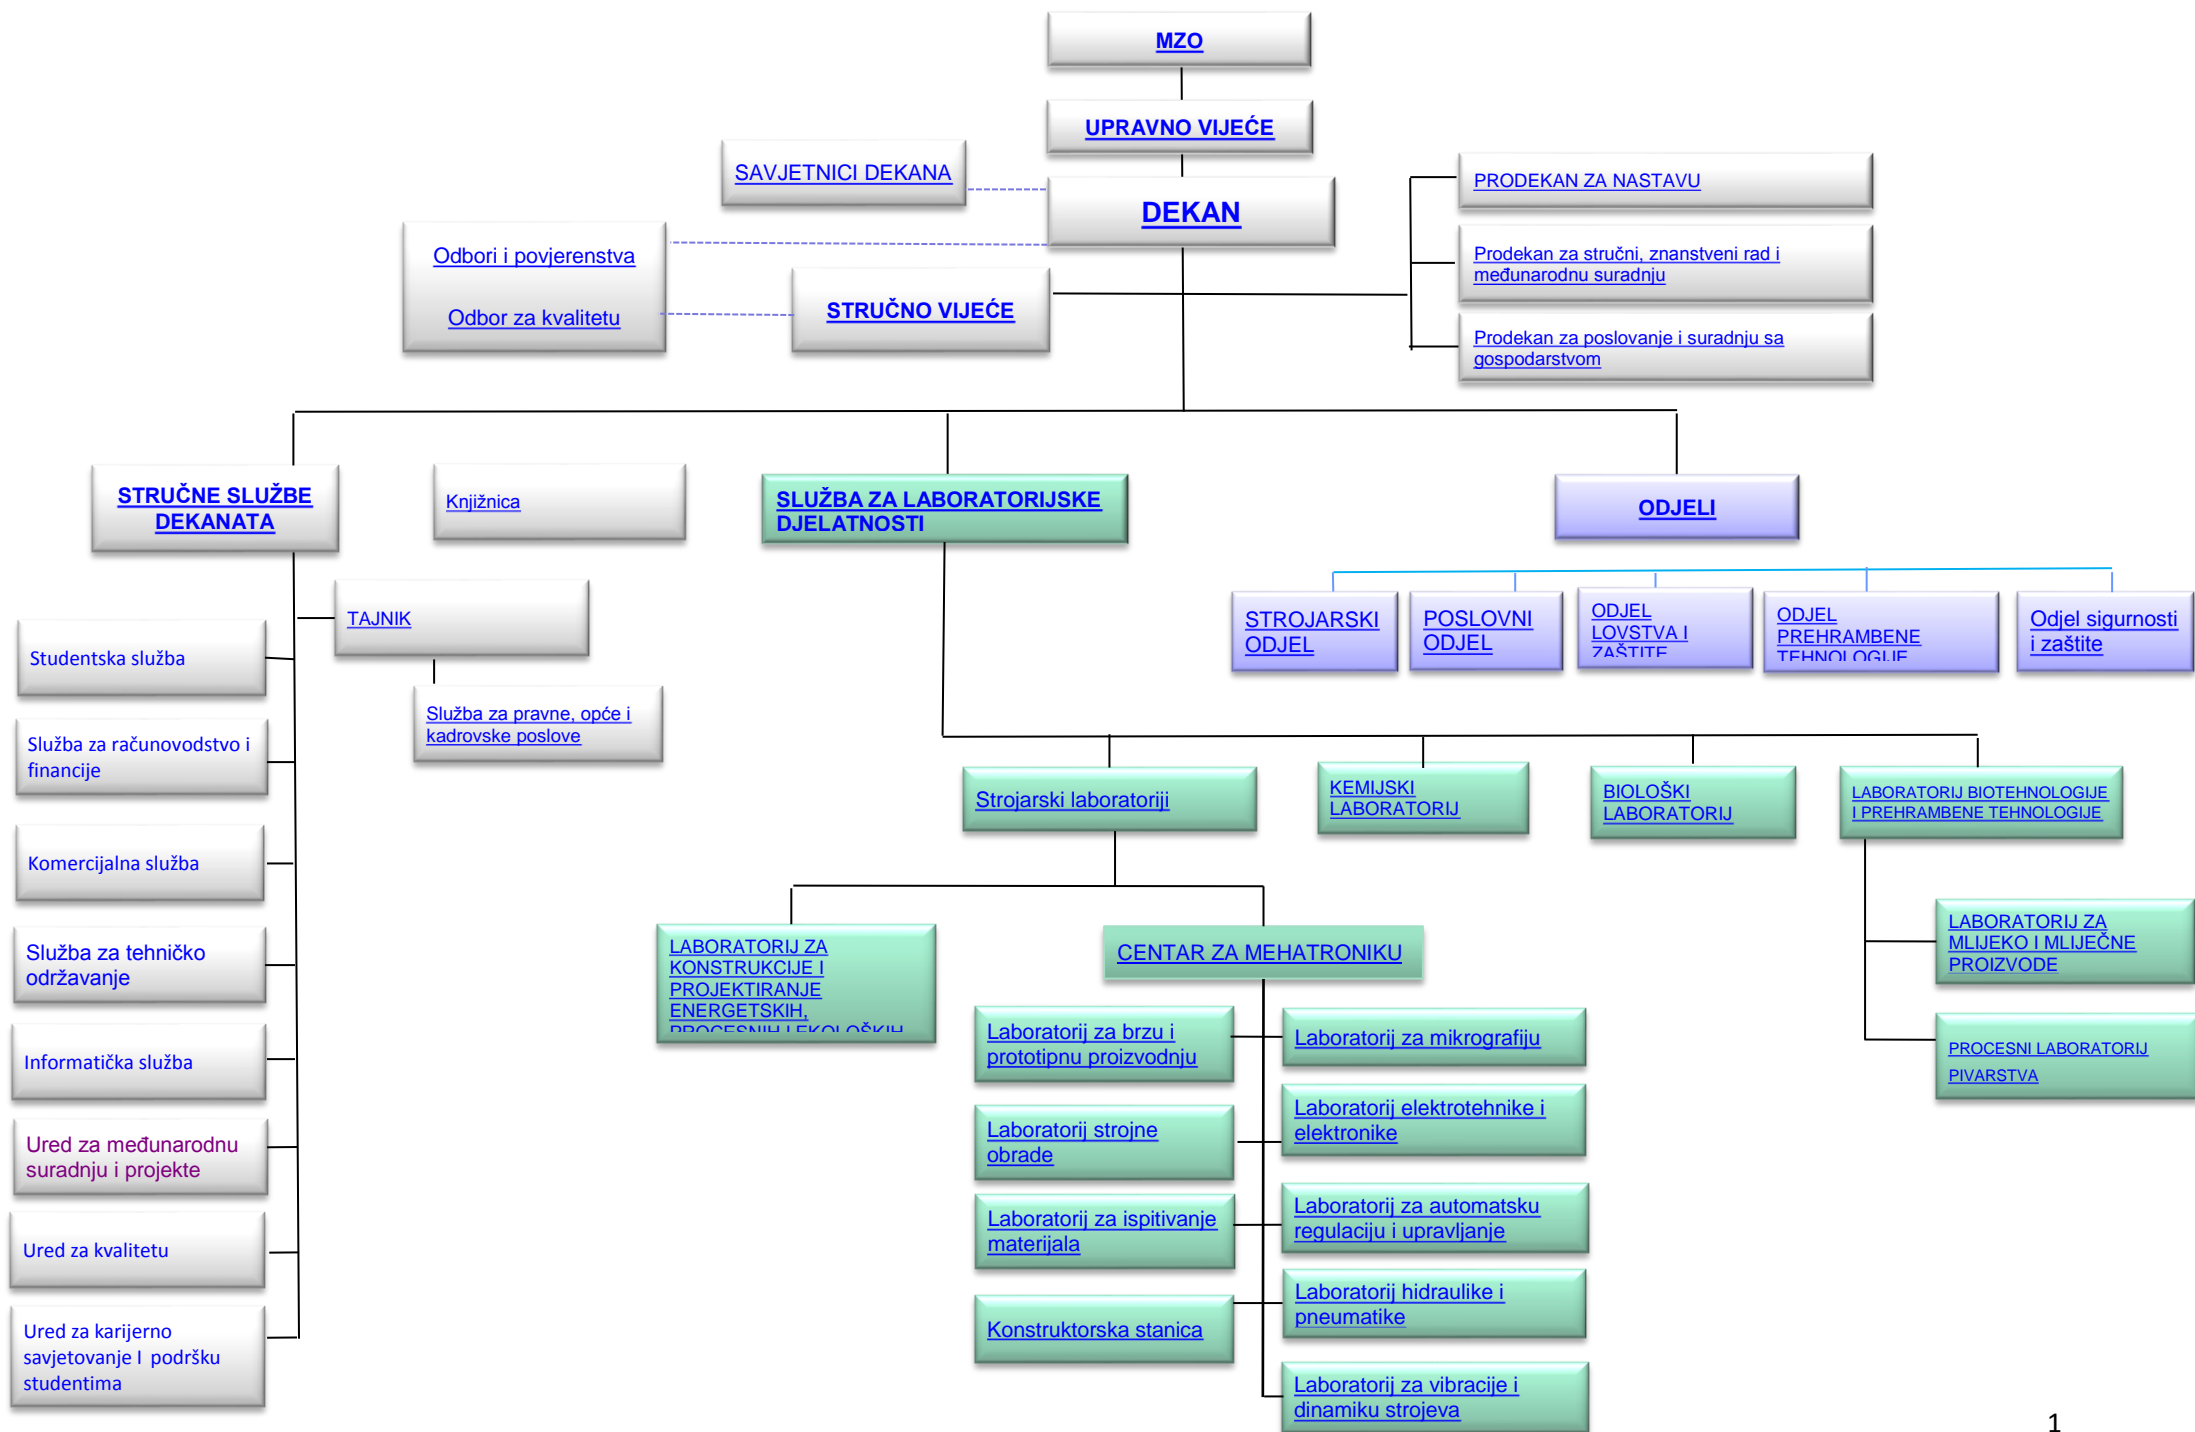 MZO
UPRAVNO VIJEĆE
SAVJETNICI DEKANA
DEKAN
PRODEKAN ZA NASTAVU
Odbori i povjerenstva
Odbor za kvalitetu
STRUČNO VIJEĆE
Prodekan za stručni, znanstveni rad i
međunarodnu suradnju
Prodekan za poslovanje i suradnju sa
gospodarstvom
STRUČNE SLUŽBE
DEKANATA
Knjižnica
SLUŽBA ZA LABORATORIJSKE
DJELATNOSTI
ODJELI
TAJNIK
Služba za pravne, opće i
kadrovske poslove
STROJARSKI
ODJEL
POSLOVNI
ODJEL
ODJEL
LOVSTVA I
ZAŠTITE
ODJEL
PREHRAMBENE
TEHNOLOGIJE
Odjel sigurnosti
i zaštite
Studentska služba
Služba za računovodstvo i
financije
Komercijalna služba
Služba za tehničko
održavanje
Informatička služba
Ured za međunarodnu
suradnju i projekte
Ured za kvalitetu
Ured za karijerno
savjetovanje I podršku
studentima
Strojarski laboratoriji
KEMIJSKI
LABORATORIJ
BIOLOŠKI
LABORATORIJ
LABORATORIJ BIOTEHNOLOGIJE
I PREHRAMBENE TEHNOLOGIJE
LABORATORIJ ZA
KONSTRUKCIJE I
PROJEKTIRANJE
ENERGETSKIH,
PROCESNIH I EKOLOŠKIH
CENTAR ZA MEHATRONIKU
LABORATORIJ ZA
MLIJEKO I MLIJEČNE
PROIZVODE
PROCESNI LABORATORIJ
PIVARSTVA
Laboratorij za brzu i
prototipnu proizvodnju
Laboratorij za mikrografiju
Laboratorij strojne
obrade
Laboratorij elektrotehnike i
elektronike
Laboratorij za ispitivanje
materijala
Laboratorij za automatsku
regulaciju i upravljanje
Konstruktorska stanica
Laboratorij hidraulike i
pneumatike
Laboratorij za vibracije i
dinamiku strojeva
1